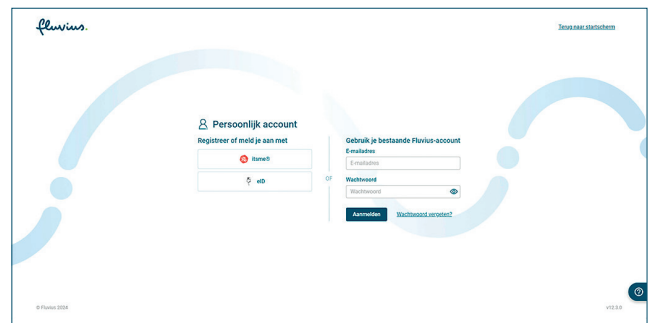 fluvius.
Terug naar startscherm
Persoonlijk account
Registreer of meld je aan met
itsme®
eID
OF
Gebruik je bestaande Fluvius-account
E-mailadres
E-mailadres
Wachtwoord
Wachtwoord
Aanmelden
Wachtwoord vergeten?
© Fluvius 2024